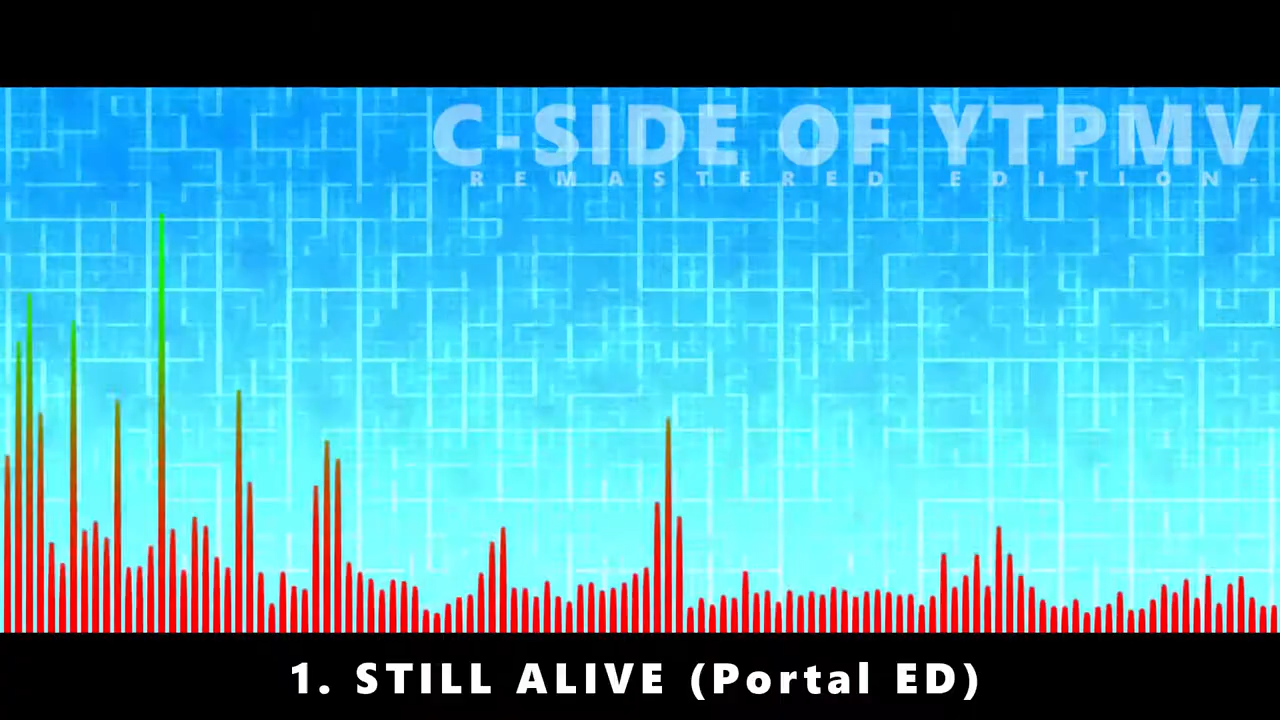 C-SIDE OF YTPMV
REMASTERED EDITION-
1. STILL ALIVE (Portal ED)